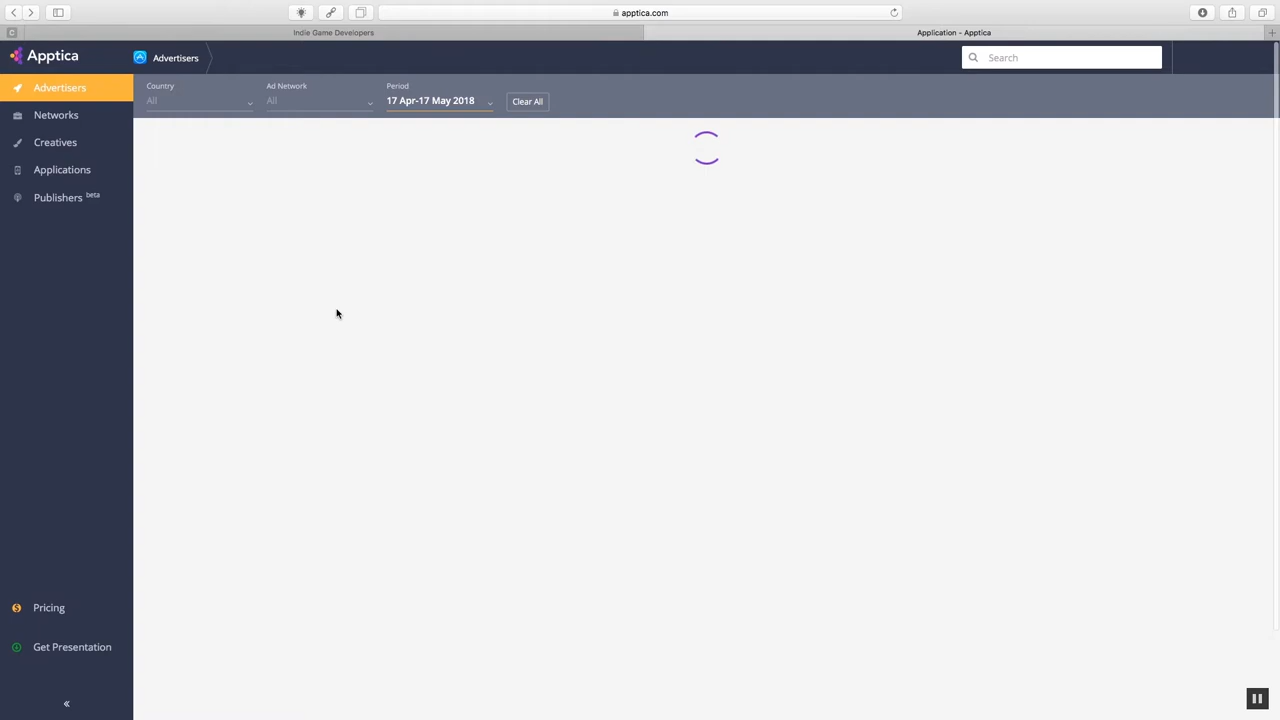 apptica.com
C
Indie Game Developers
Application - Apptica
Apptica
Advertisers
Search
Advertisers
Networks
Creatives
Applications
Publishers beta
Country
All
Ad Network
All
Period
17 Apr-17 May 2018
Clear All
Pricing
Get Presentation